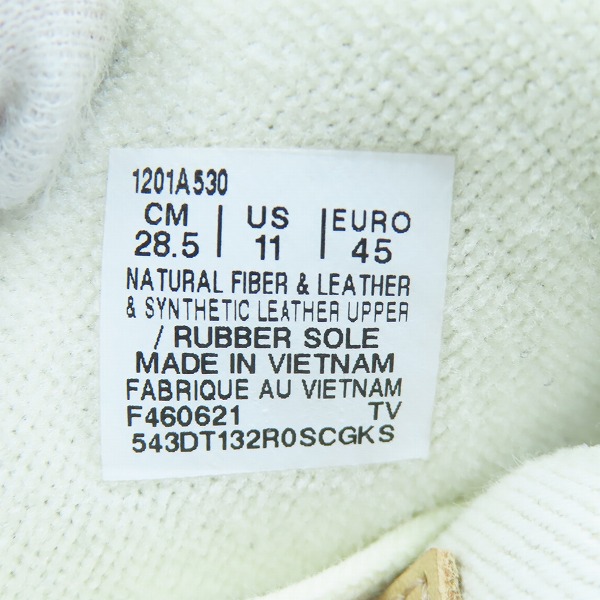 1201A530
CM | US | EURO
28.5 | 11 | 45
NATURAL FIBER & LEATHER
& SYNTHETIC LEATHER UPPER
/ RUBBER SOLE
MADE IN VIETNAM
FABRIQUE AU VIETNAM
F460621 TV
543DT132R0SCGKS